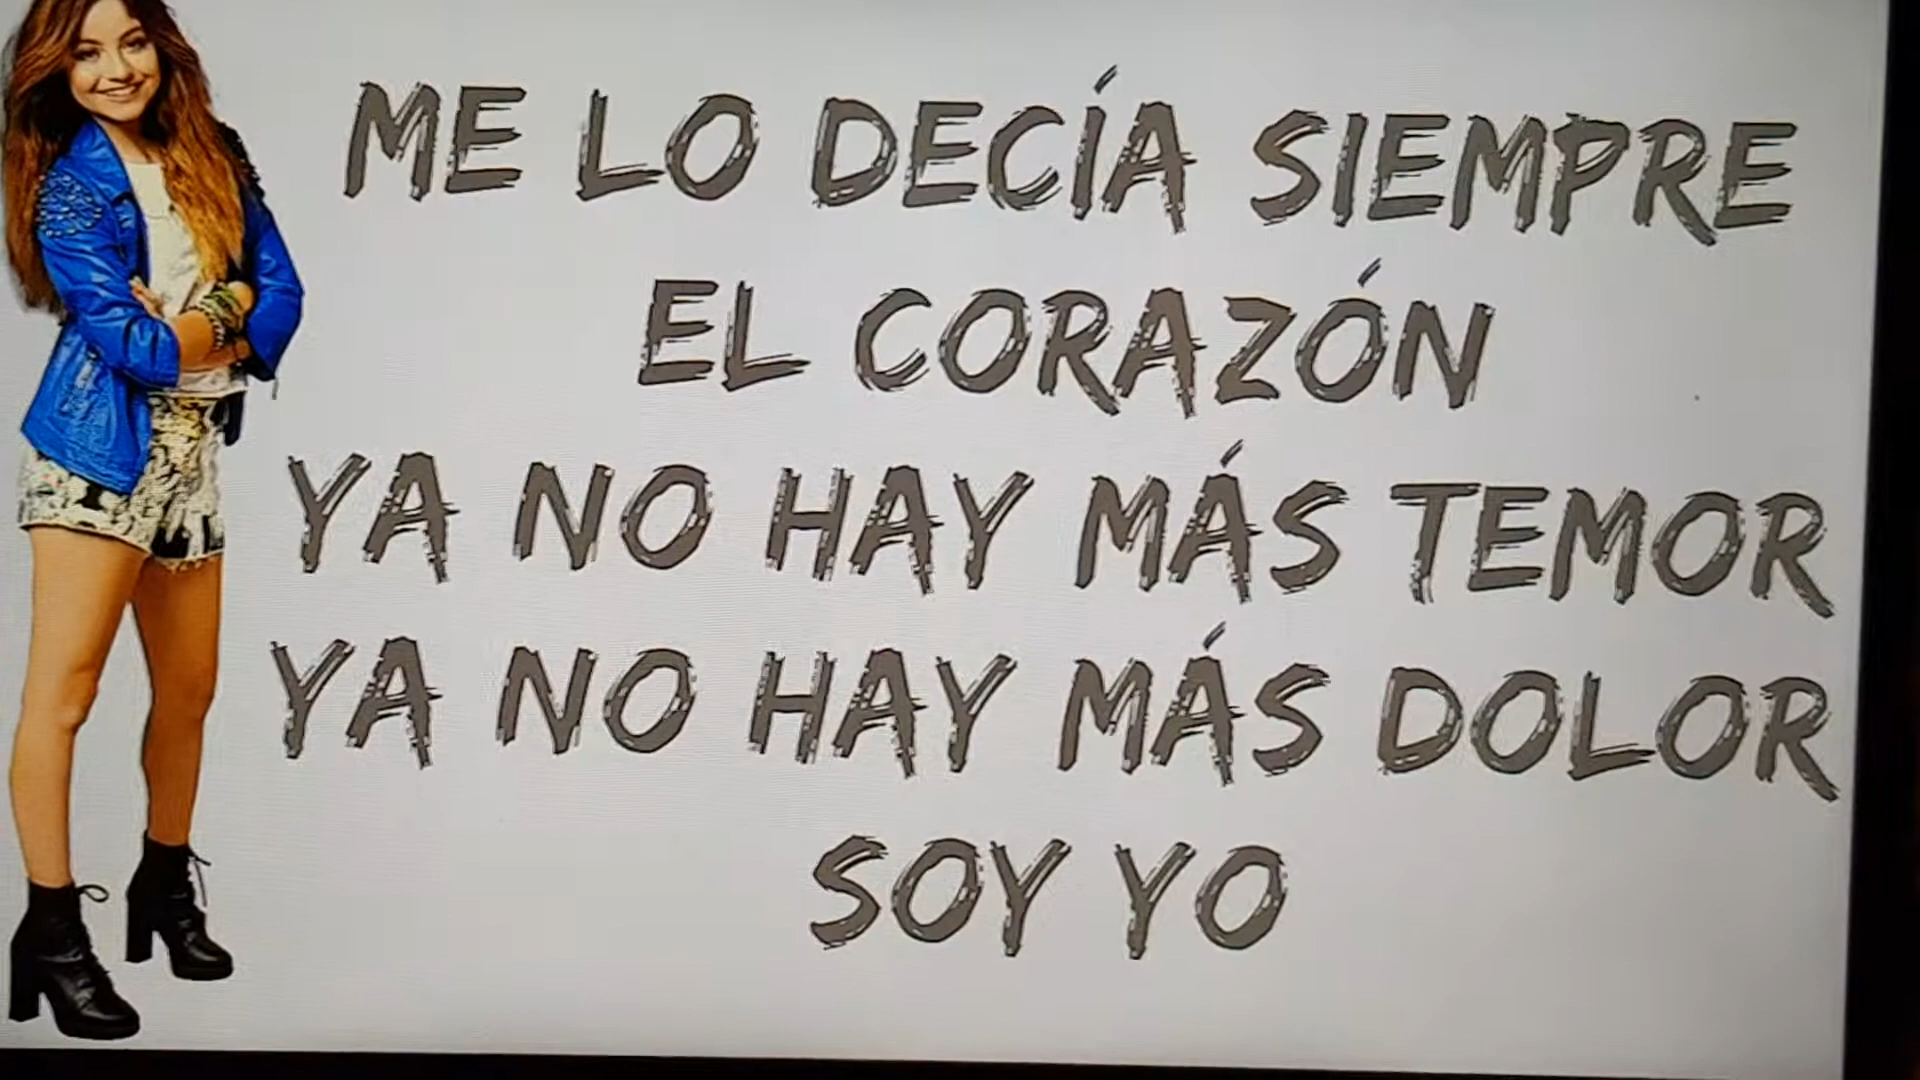 ME LO DECÍA SIEMPRE
EL CORAZÓN
YA NO HAY MÁS TEMOR
YA NO HAY MÁS DOLOR
SOY YO